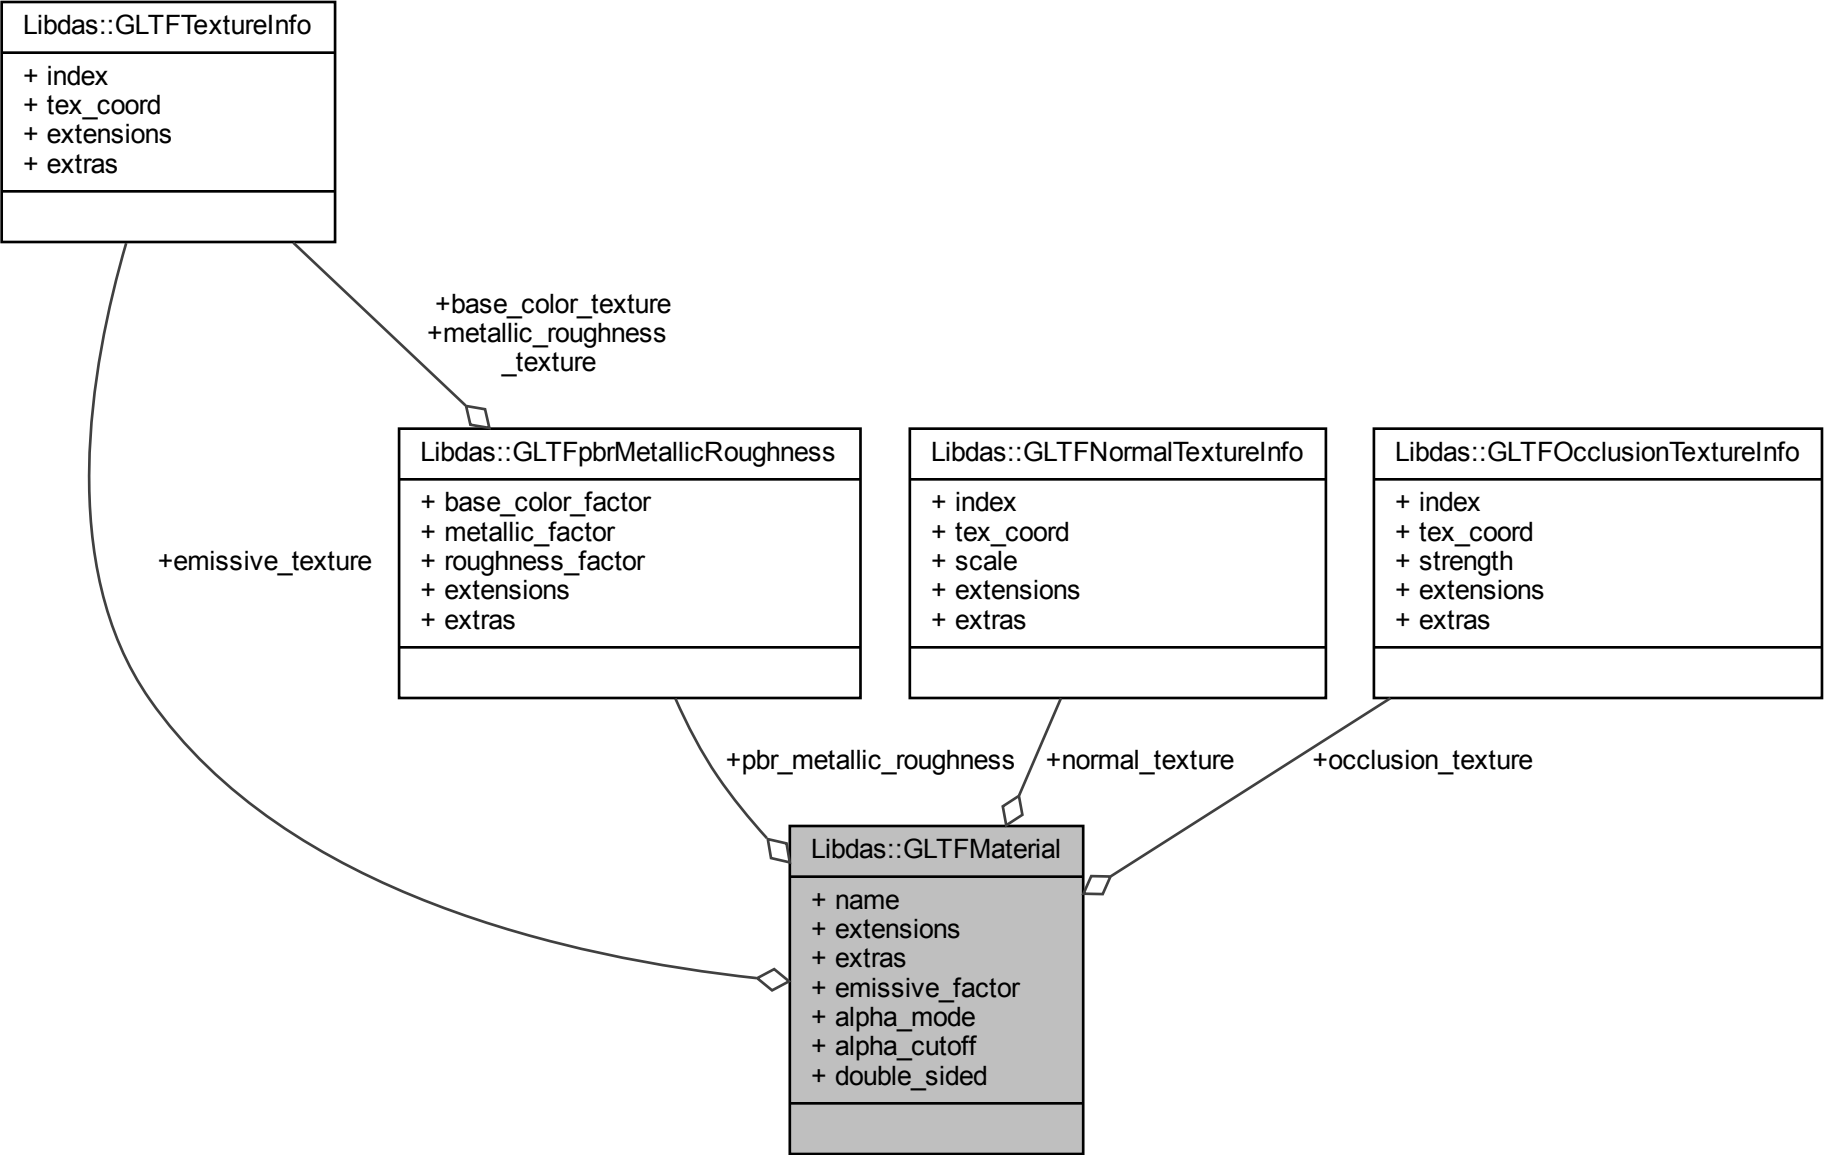 Libdas::GLTFTextureInfo
+ index
+ tex_coord
+ extensions
+ extras
+base_color_texture
+metallic_roughness
_texture
Libdas::GLTFpbrMetallicRoughness
+ base_color_factor
+ metallic_factor
+ roughness_factor
+ extensions
+ extras
Libdas::GLTFNormalTextureInfo
+ index
+ tex_coord
+ scale
+ extensions
+ extras
Libdas::GLTFOcclusionTextureInfo
+ index
+ tex_coord
+ strength
+ extensions
+ extras
+emissive_texture
+pbr_metallic_roughness
+normal_texture
+occlusion_texture
Libdas::GLTFMaterial
+ name
+ extensions
+ extras
+ emissive_factor
+ alpha_mode
+ alpha_cutoff
+ double_sided